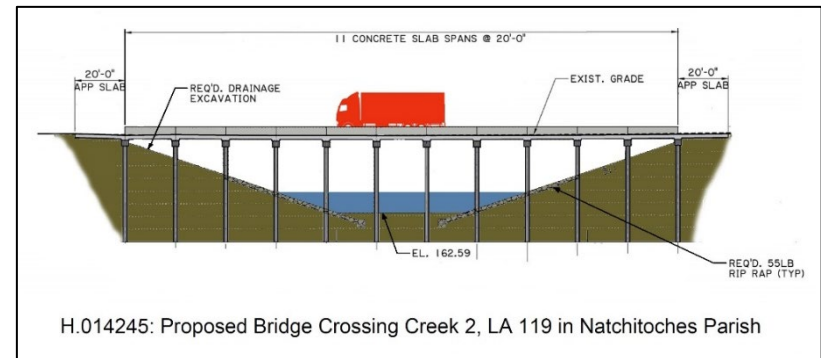 11 CONCRETE SLAB SPANS @ 20'-0"
20'-0"
APP SLAB
REQ'D. DRAINAGE
EXCAVATION
EXIST. GRADE
20'-0"
APP SLAB
EL. 162.59
REQ'D. 55LB
RIP RAP (TYP)
H.014245: Proposed Bridge Crossing Creek 2, LA 119 in Natchitoches Parish